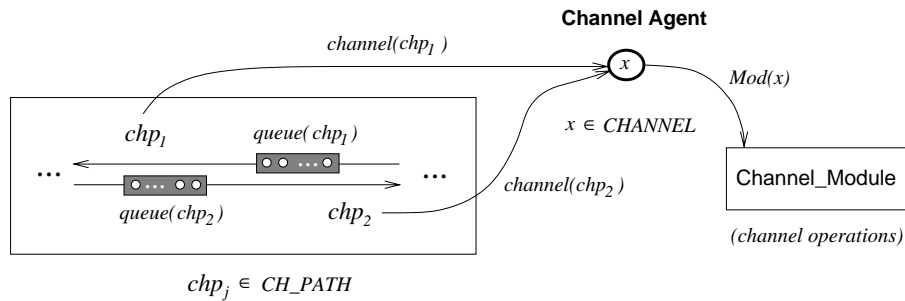 Channel Agent
channel(chp1)
x
Mod(x)
chp1
queue(chp1)
x ∈ CHANNEL
...
...
...
...
...
channel(chp2)
Channel_Module
queue(chp2)
chp2
(channel operations)
chpj ∈ CH_PATH